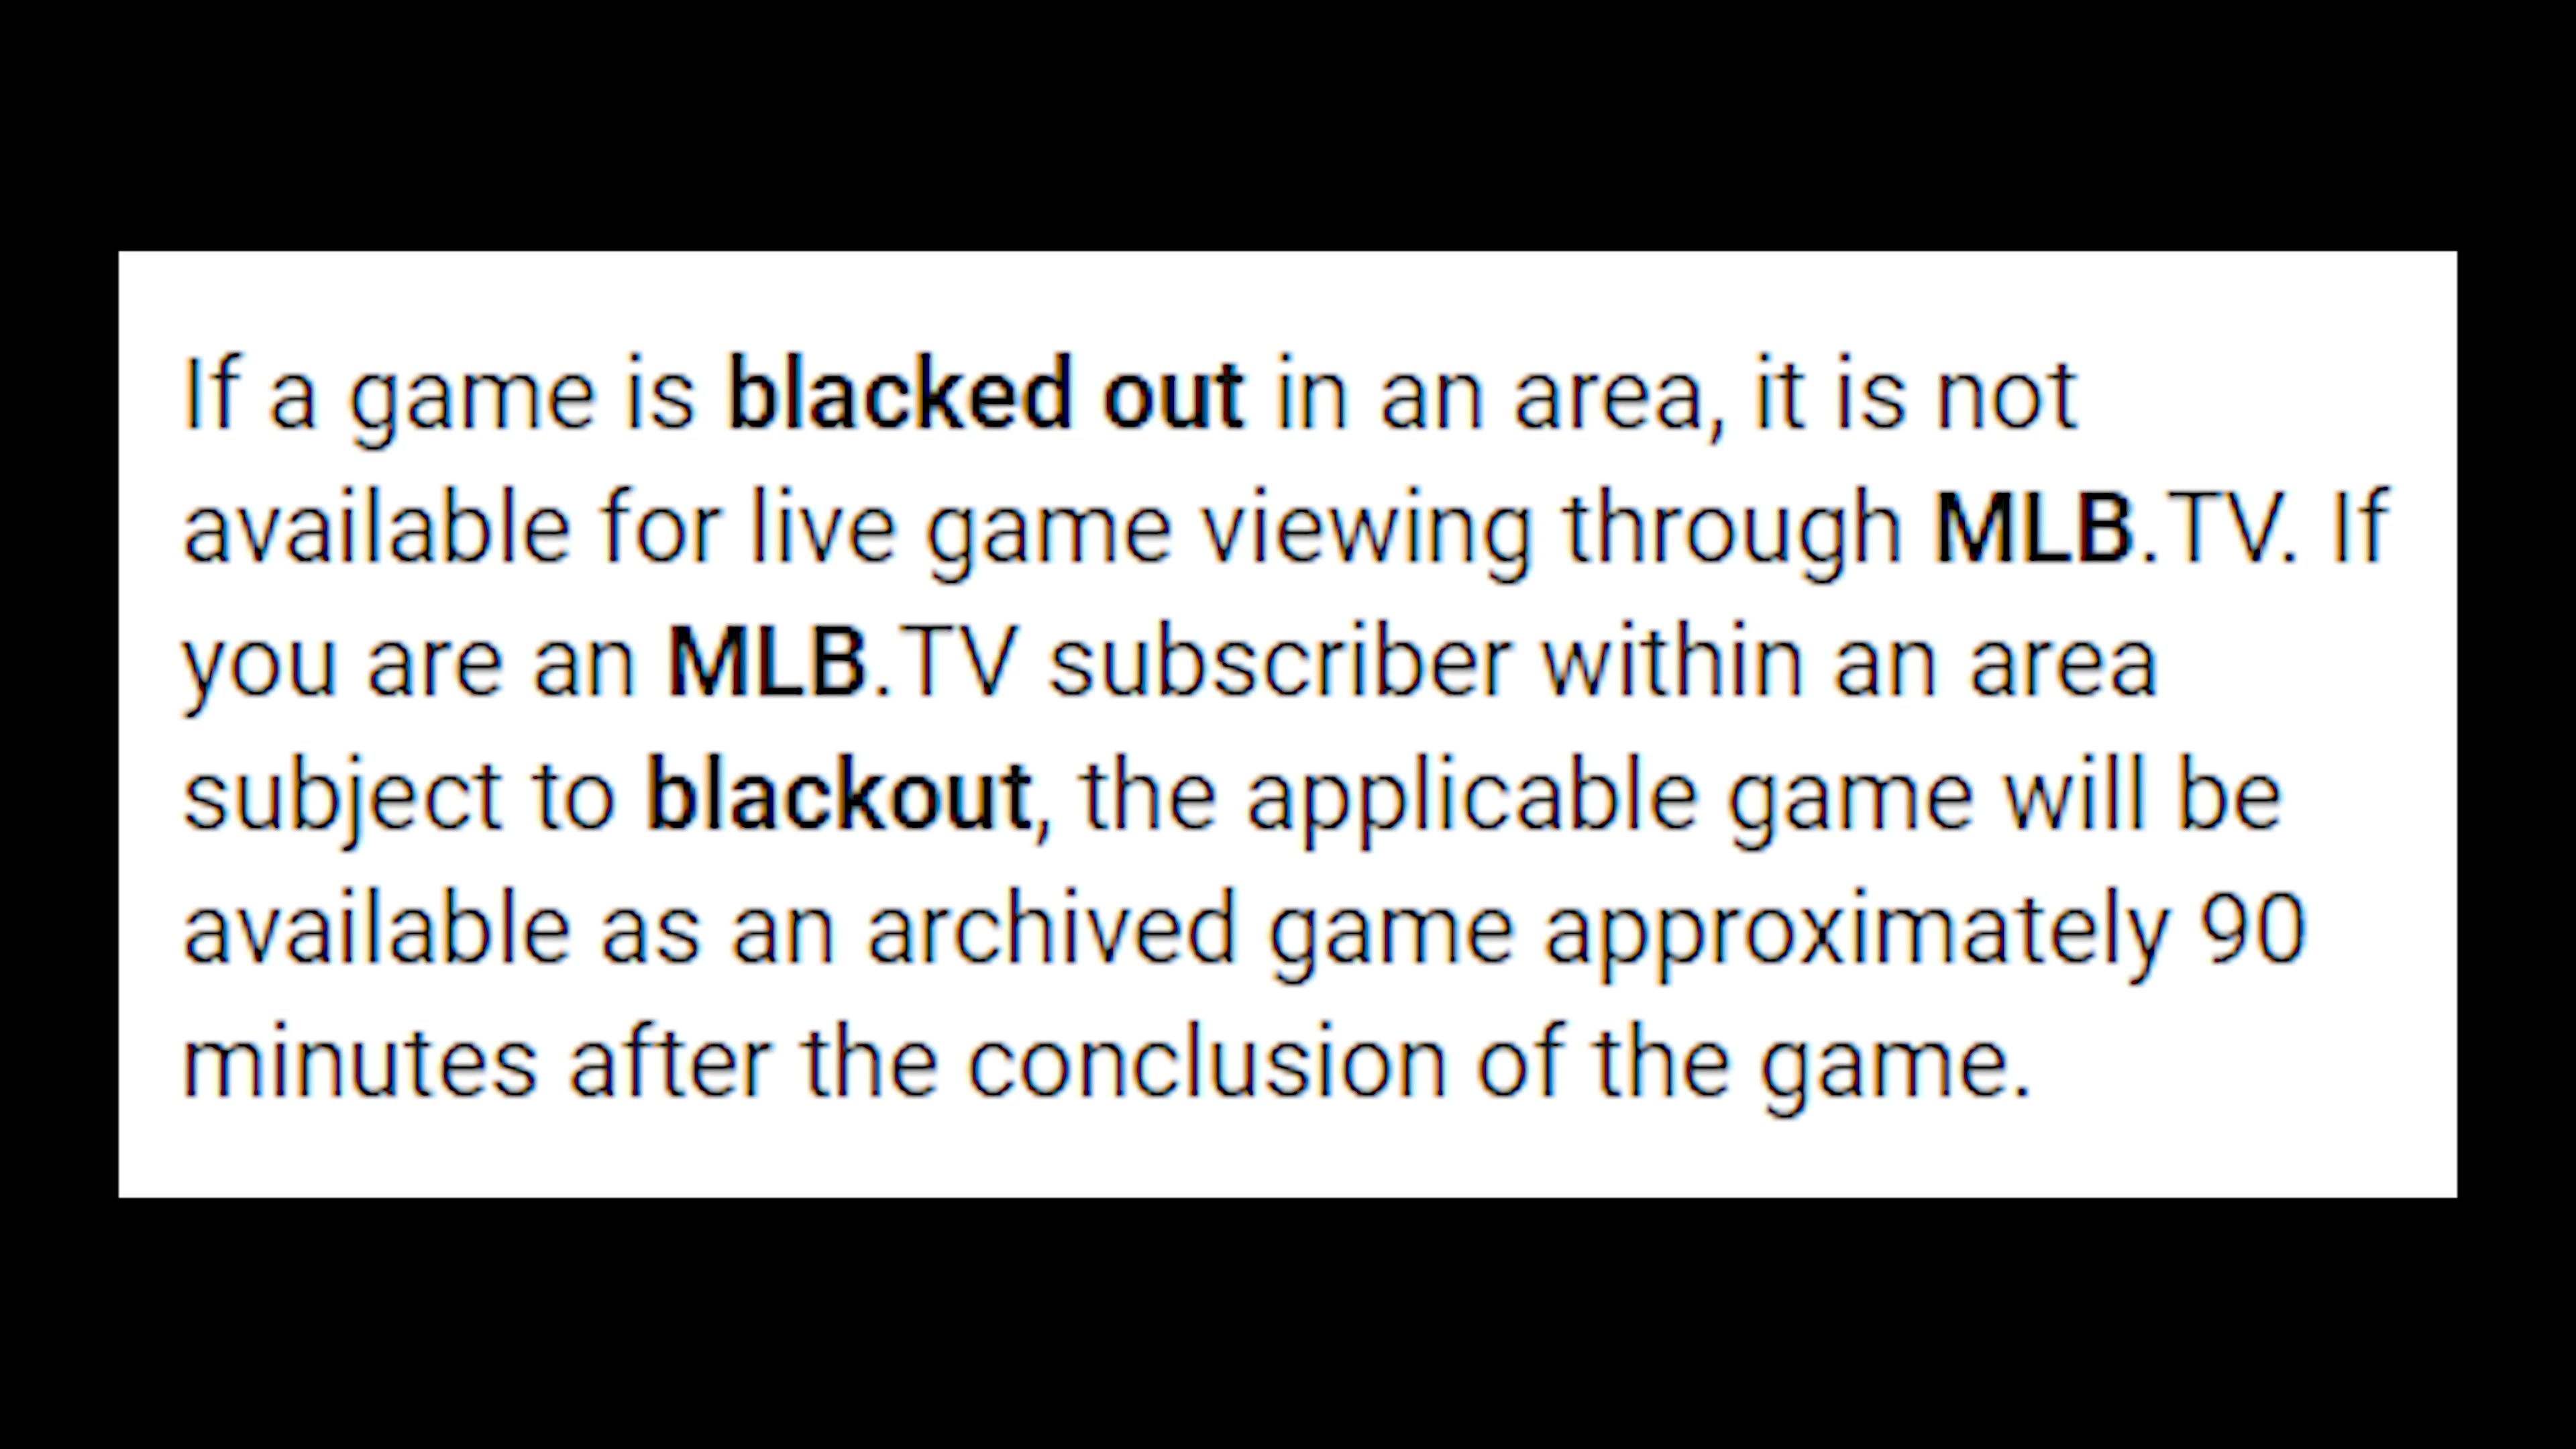 If a game is blacked out in an area, it is not
available for live game viewing through MLB.TV. If
you are an MLB.TV subscriber within an area
subject to blackout, the applicable game will be
available as an archived game approximately 90
minutes after the conclusion of the game.